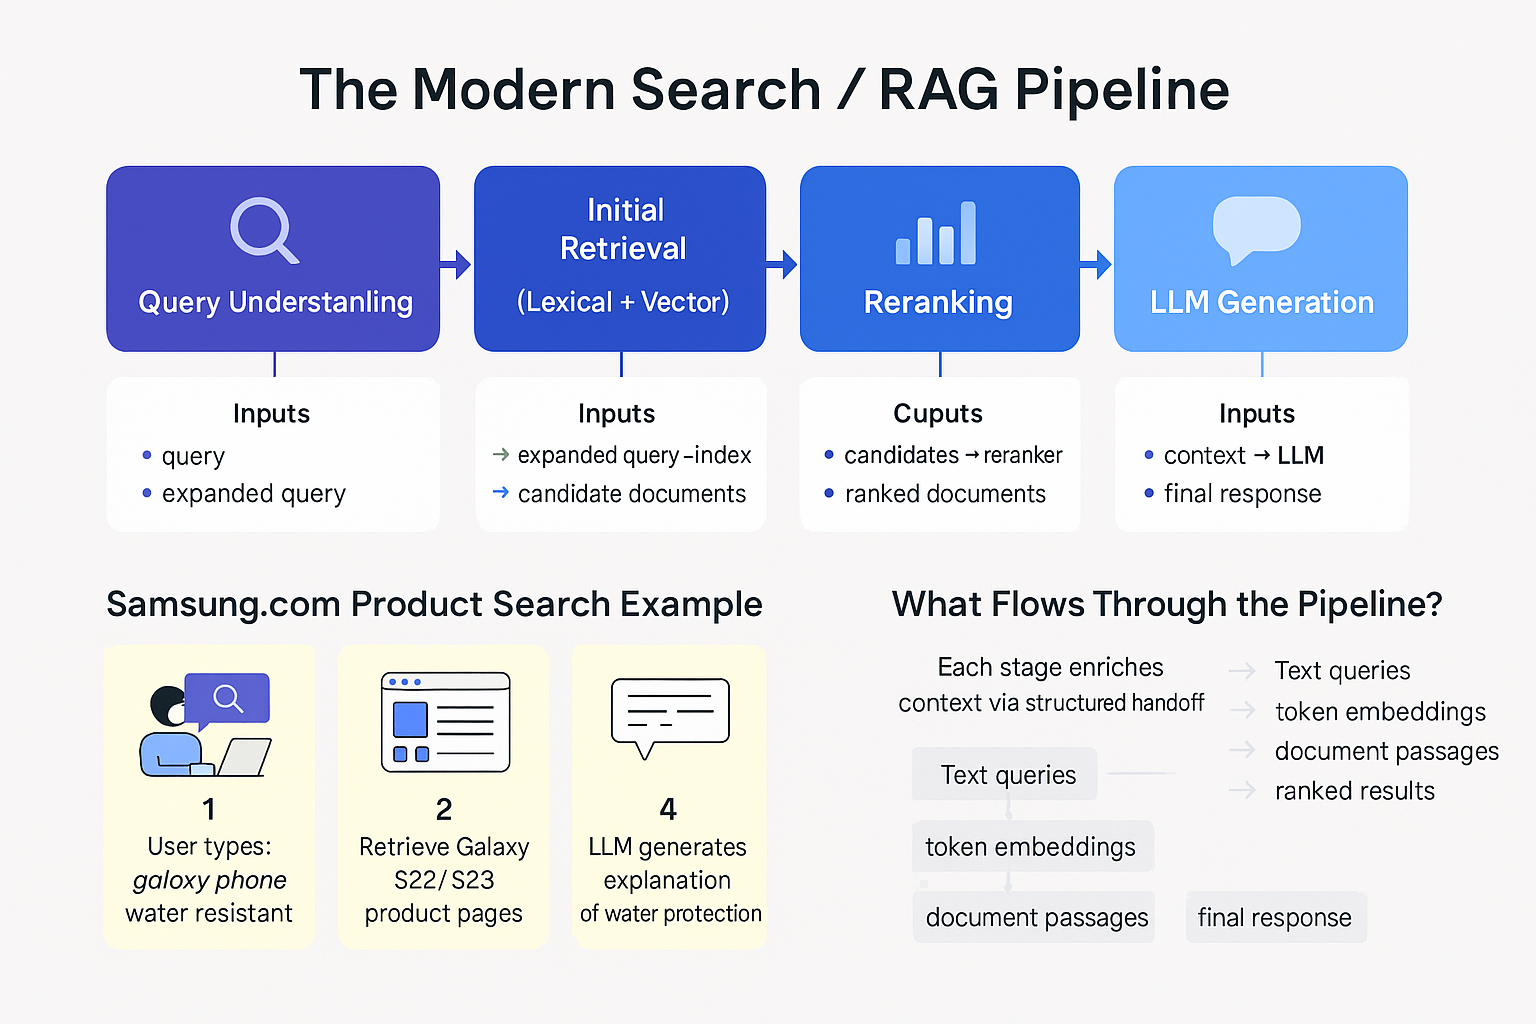 The Modern Search / RAG Pipeline
Query Understanling
Initial
Retrieval
(Lexical + Vector)
Reranking
LLM Generation
Inputs
• query
• expanded query
Inputs
→ expanded query-index
→ candidate documents
Cuputs
• candidates → reranker
• ranked documents
Inputs
• context → LLM
• final response
Samsung.com Product Search Example
1
User types:
galoxy phone
water resistant
2
Retrieve Galaxy
S22/S23
product pages
4
LLM generates
explanation
of water protection
What Flows Through the Pipeline?
Each stage enriches
context via structured handoff
→ Text queries
→ token embeddings
→ document passages
→ ranked results
Text queries
token embeddings
document passages
final response